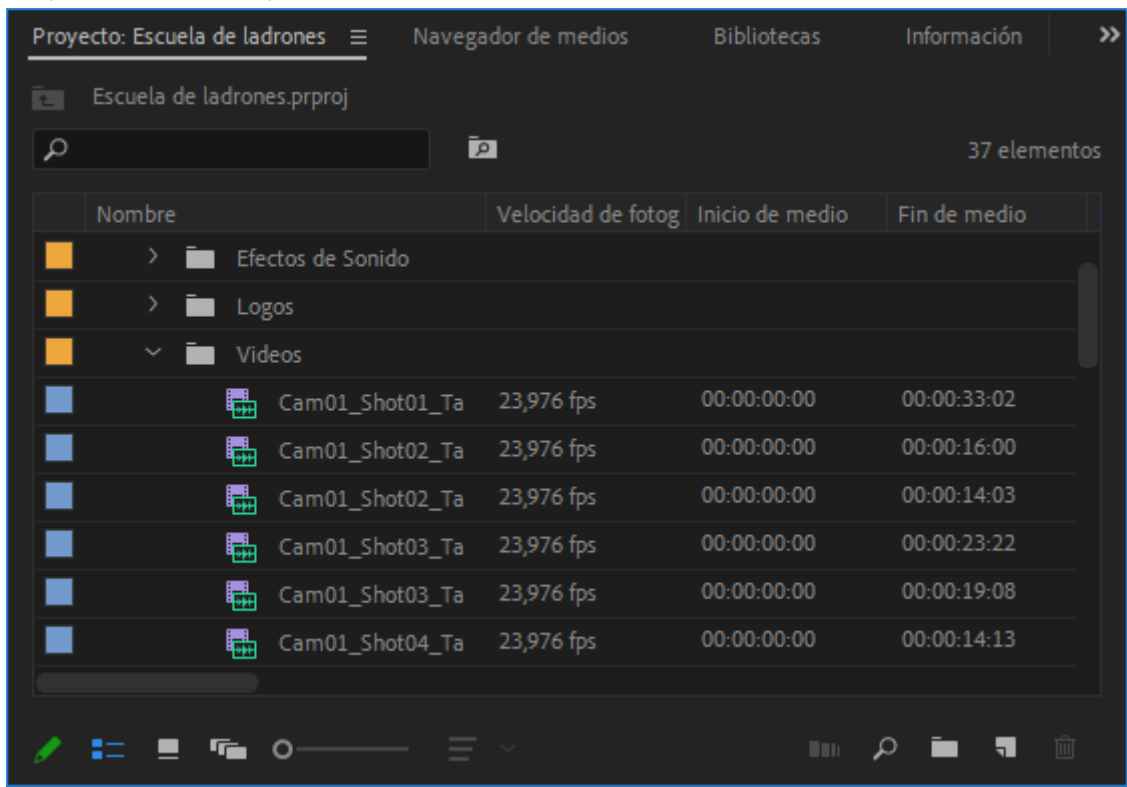 Proyecto: Escuela de ladrones Navegador de medios Bibliotecas Información
Escuela de ladrones.prproj
37 elementos
Nombre Velocidad de fotog Inicio de medio Fin de medio
Efectos de Sonido
Logos
Videos
Cam01_Shot01_Ta 23,976 fps 00:00:00:00 00:00:33:02
Cam01_Shot02_Ta 23,976 fps 00:00:00:00 00:00:16:00
Cam01_Shot02_Ta 23,976 fps 00:00:00:00 00:00:14:03
Cam01_Shot03_Ta 23,976 fps 00:00:00:00 00:00:23:22
Cam01_Shot03_Ta 23,976 fps 00:00:00:00 00:00:19:08
Cam01_Shot04_Ta 23,976 fps 00:00:00:00 00:00:14:13